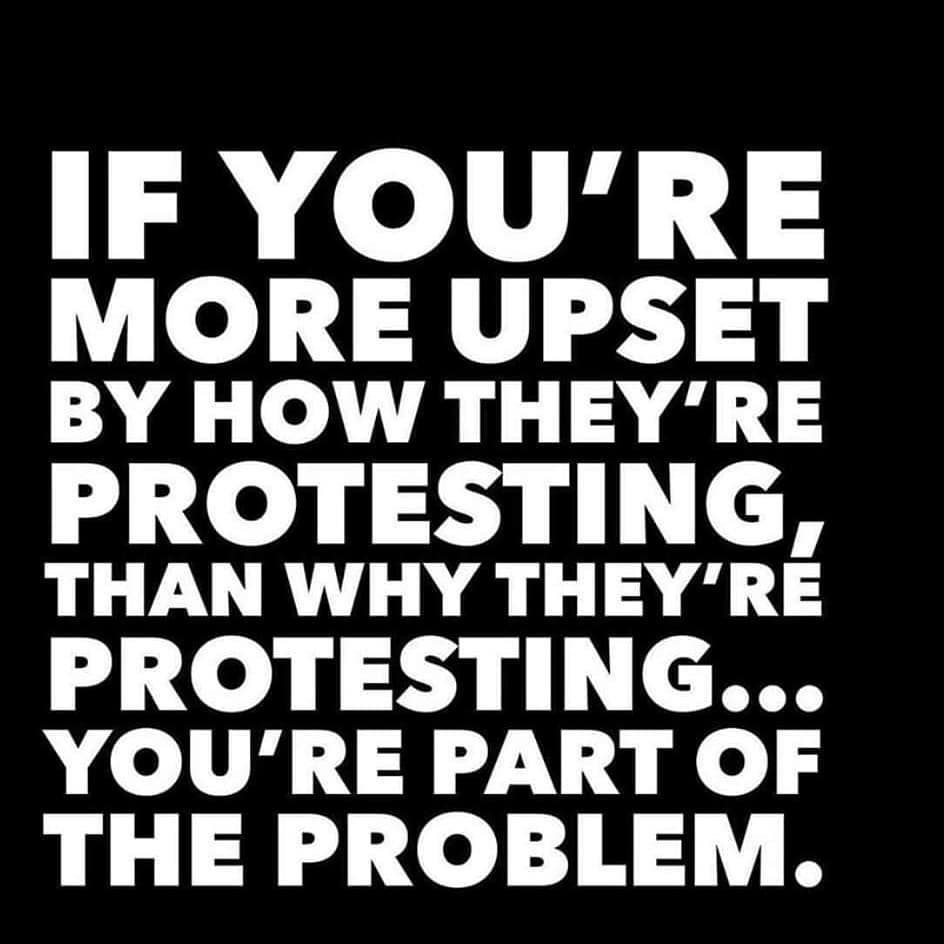 IF YOU’RE
MORE UPSET
BY HOW THEY’RE
PROTESTING,
THAN WHY THEY’RE
PROTESTING...
YOU’RE PART OF
THE PROBLEM.